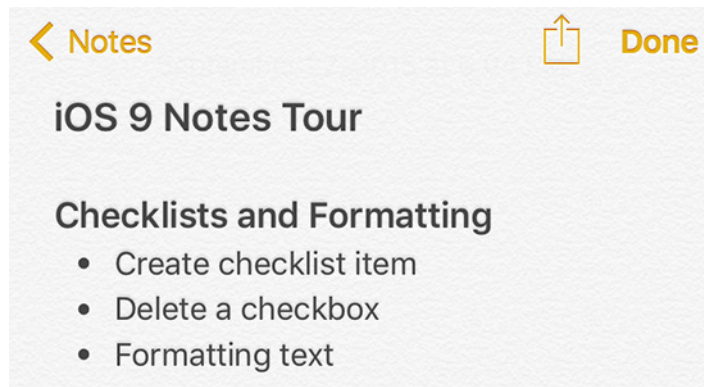 Notes Done
iOS 9 Notes Tour
Checklists and Formatting
• Create checklist item
• Delete a checkbox
• Formatting text